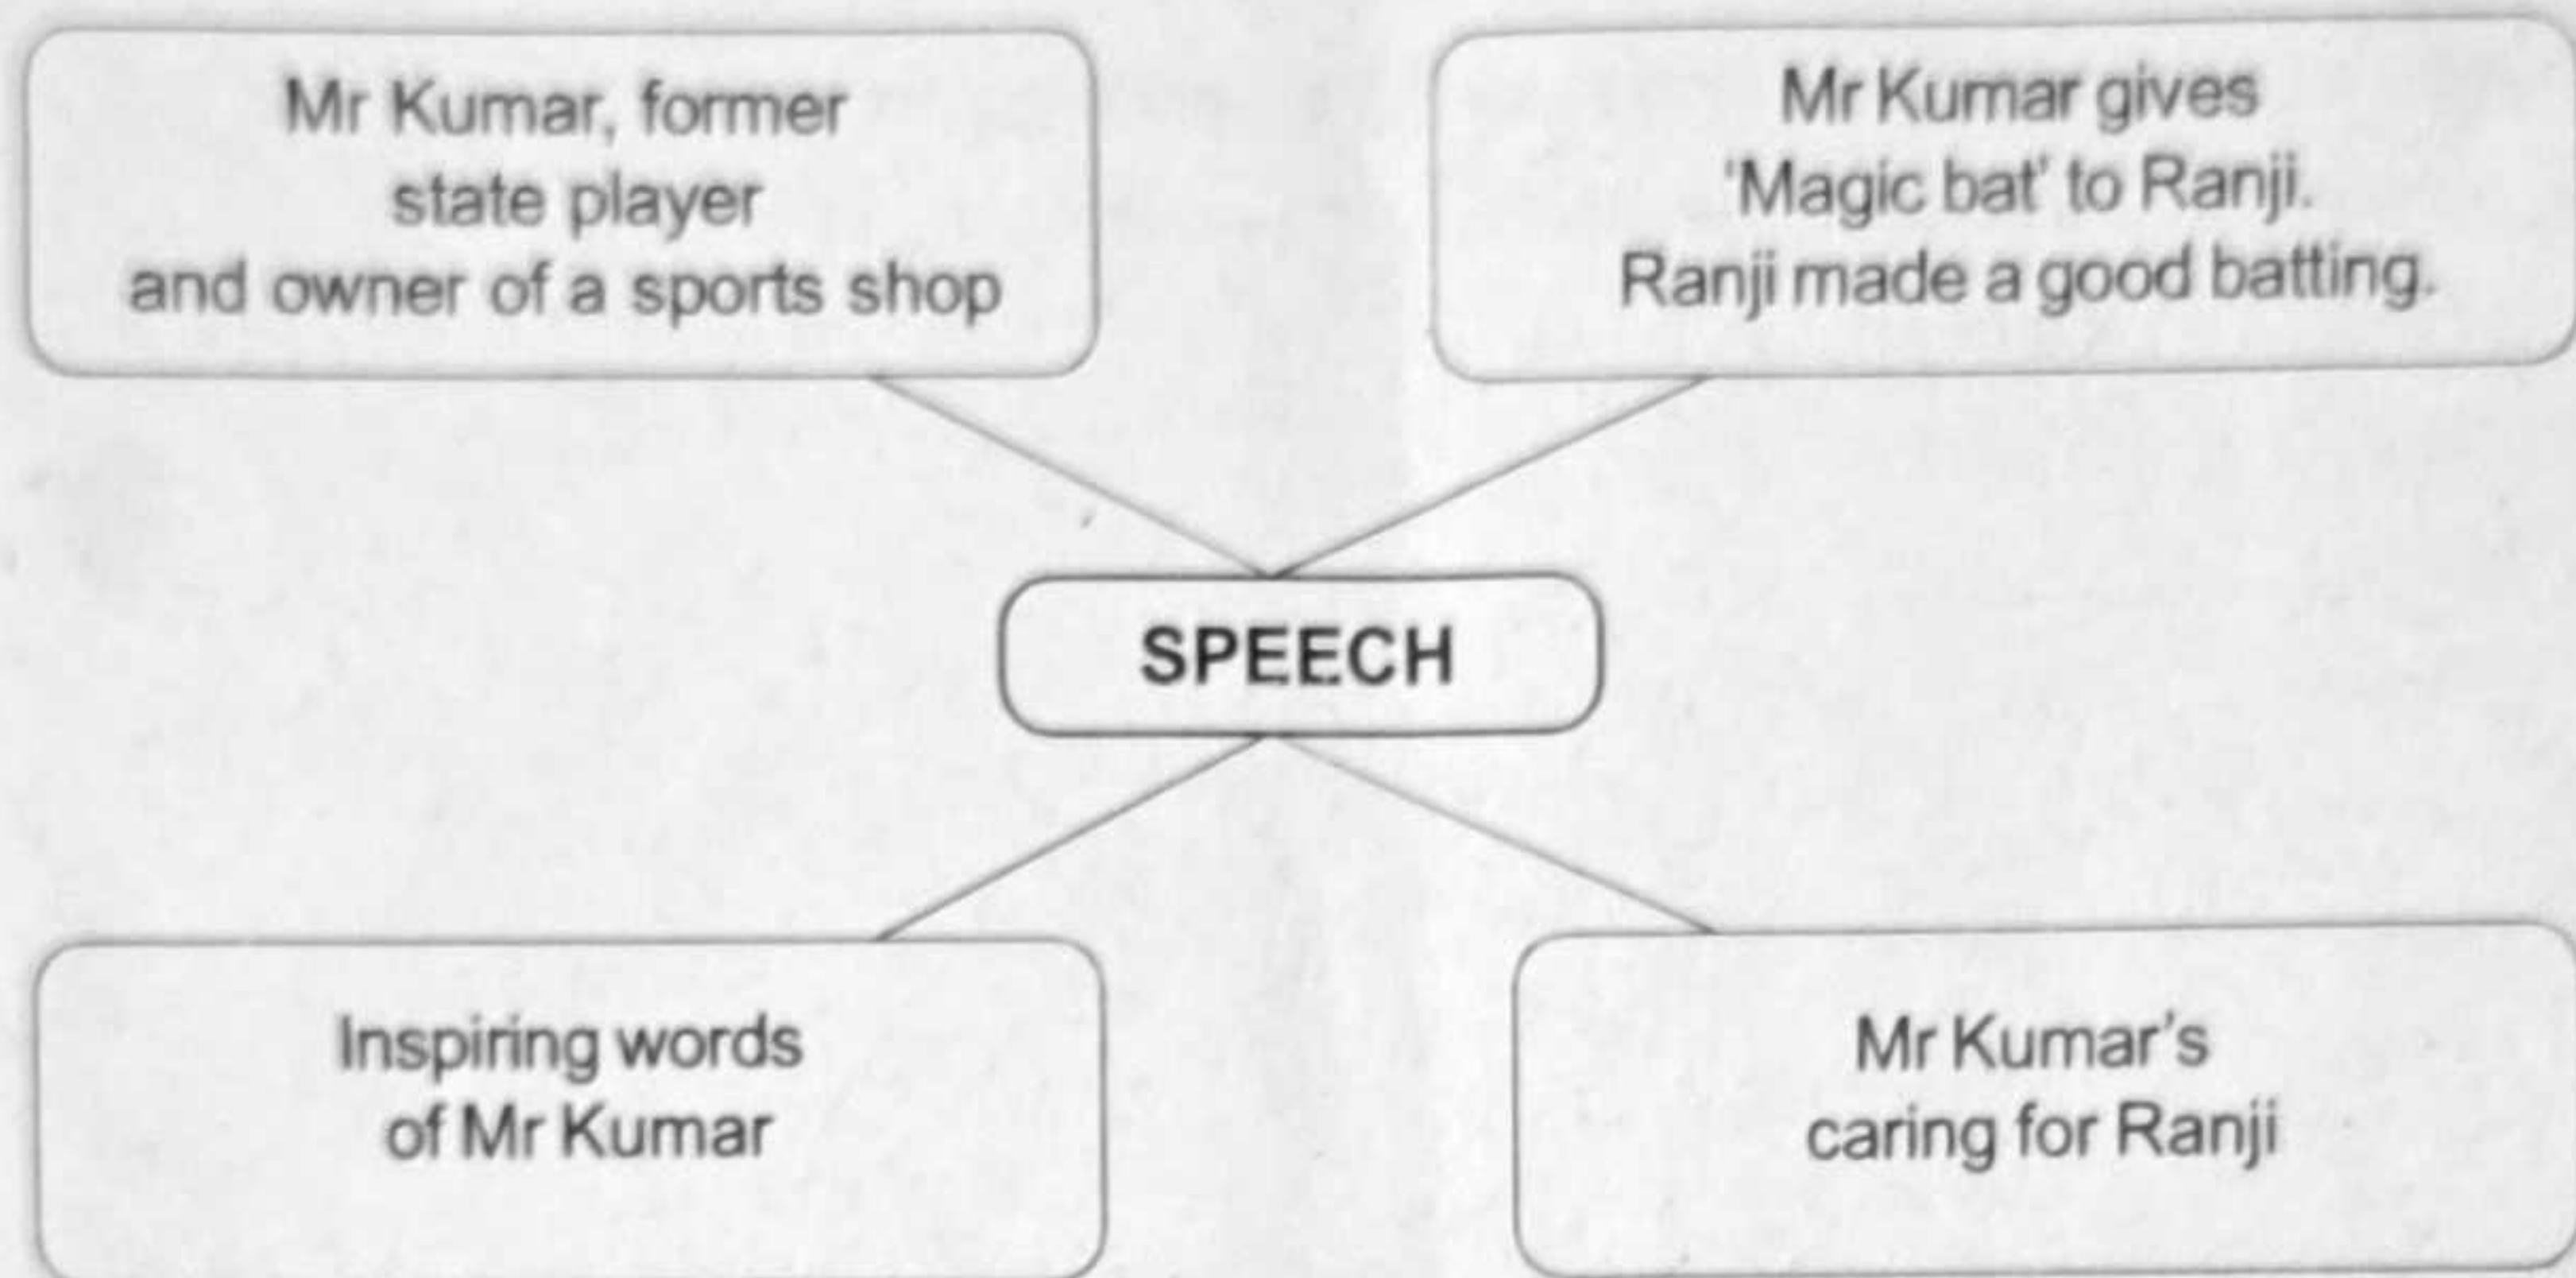 Mr Kumar, former
state player
and owner of a sports shop
Mr Kumar gives
'Magic bat' to Ranji.
Ranji made a good batting.
SPEECH
Inspiring words
of Mr Kumar
Mr Kumar's
caring for Ranji